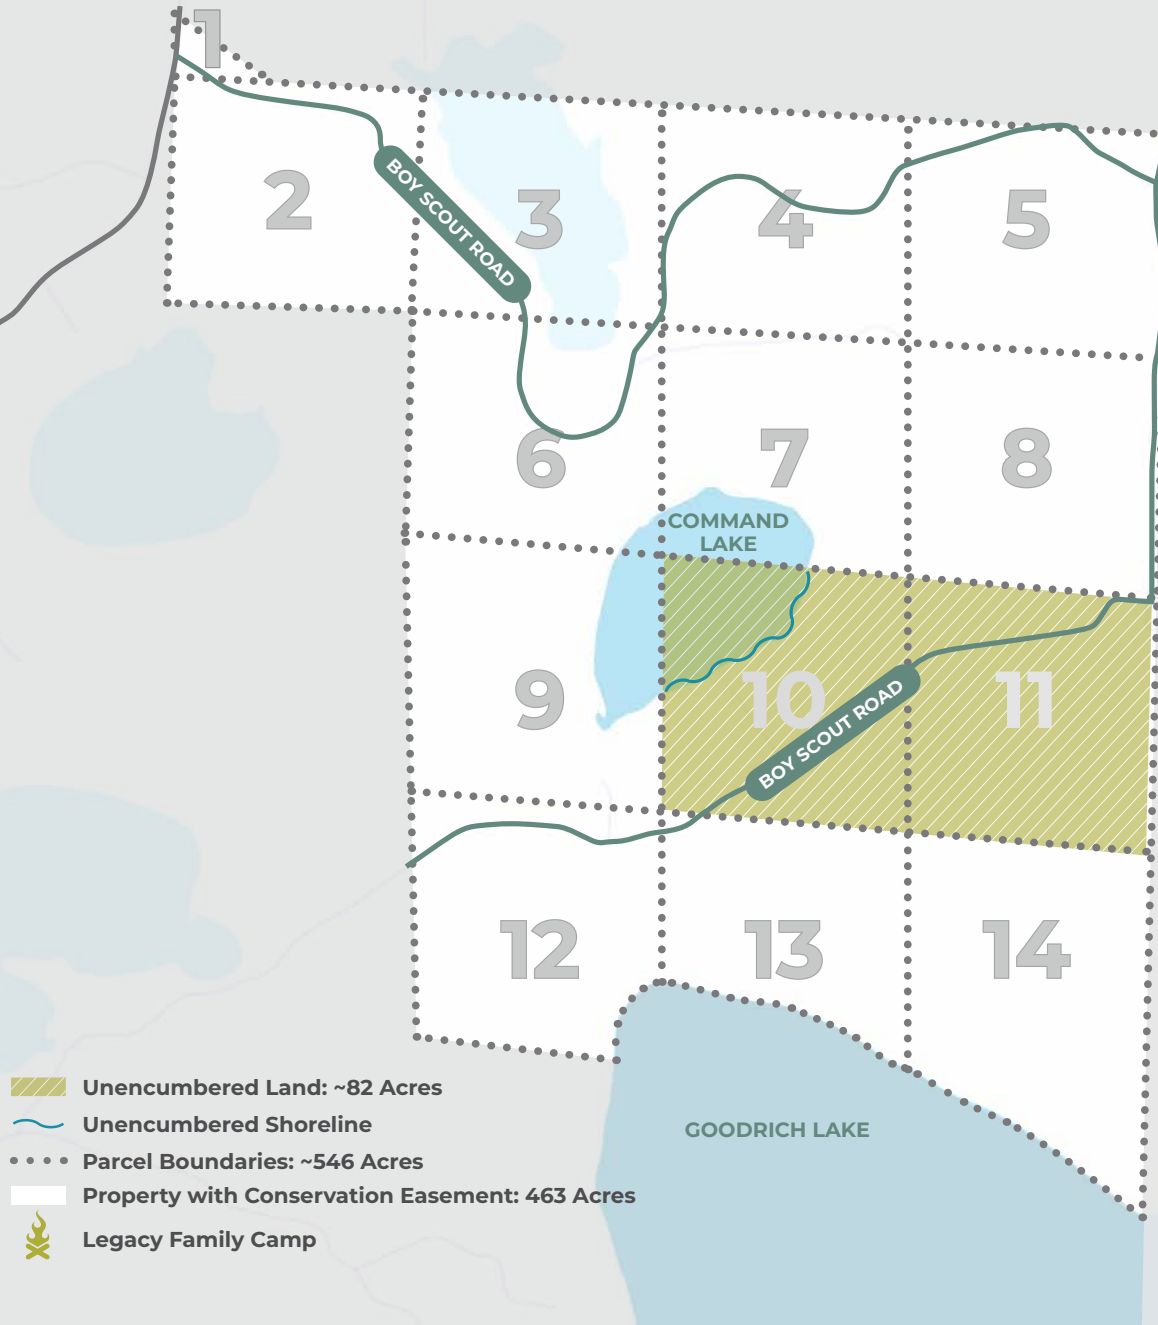 1
2
BOY SCOUT ROAD
3
4
5
6
7
8
COMMAND
LAKE
9
10
11
BOY SCOUT ROAD
12
13
14
GOODRICH LAKE
Unencumbered Land: ~82 Acres
Unencumbered Shoreline
Parcel Boundaries: ~546 Acres
Property with Conservation Easement: 463 Acres
Legacy Family Camp